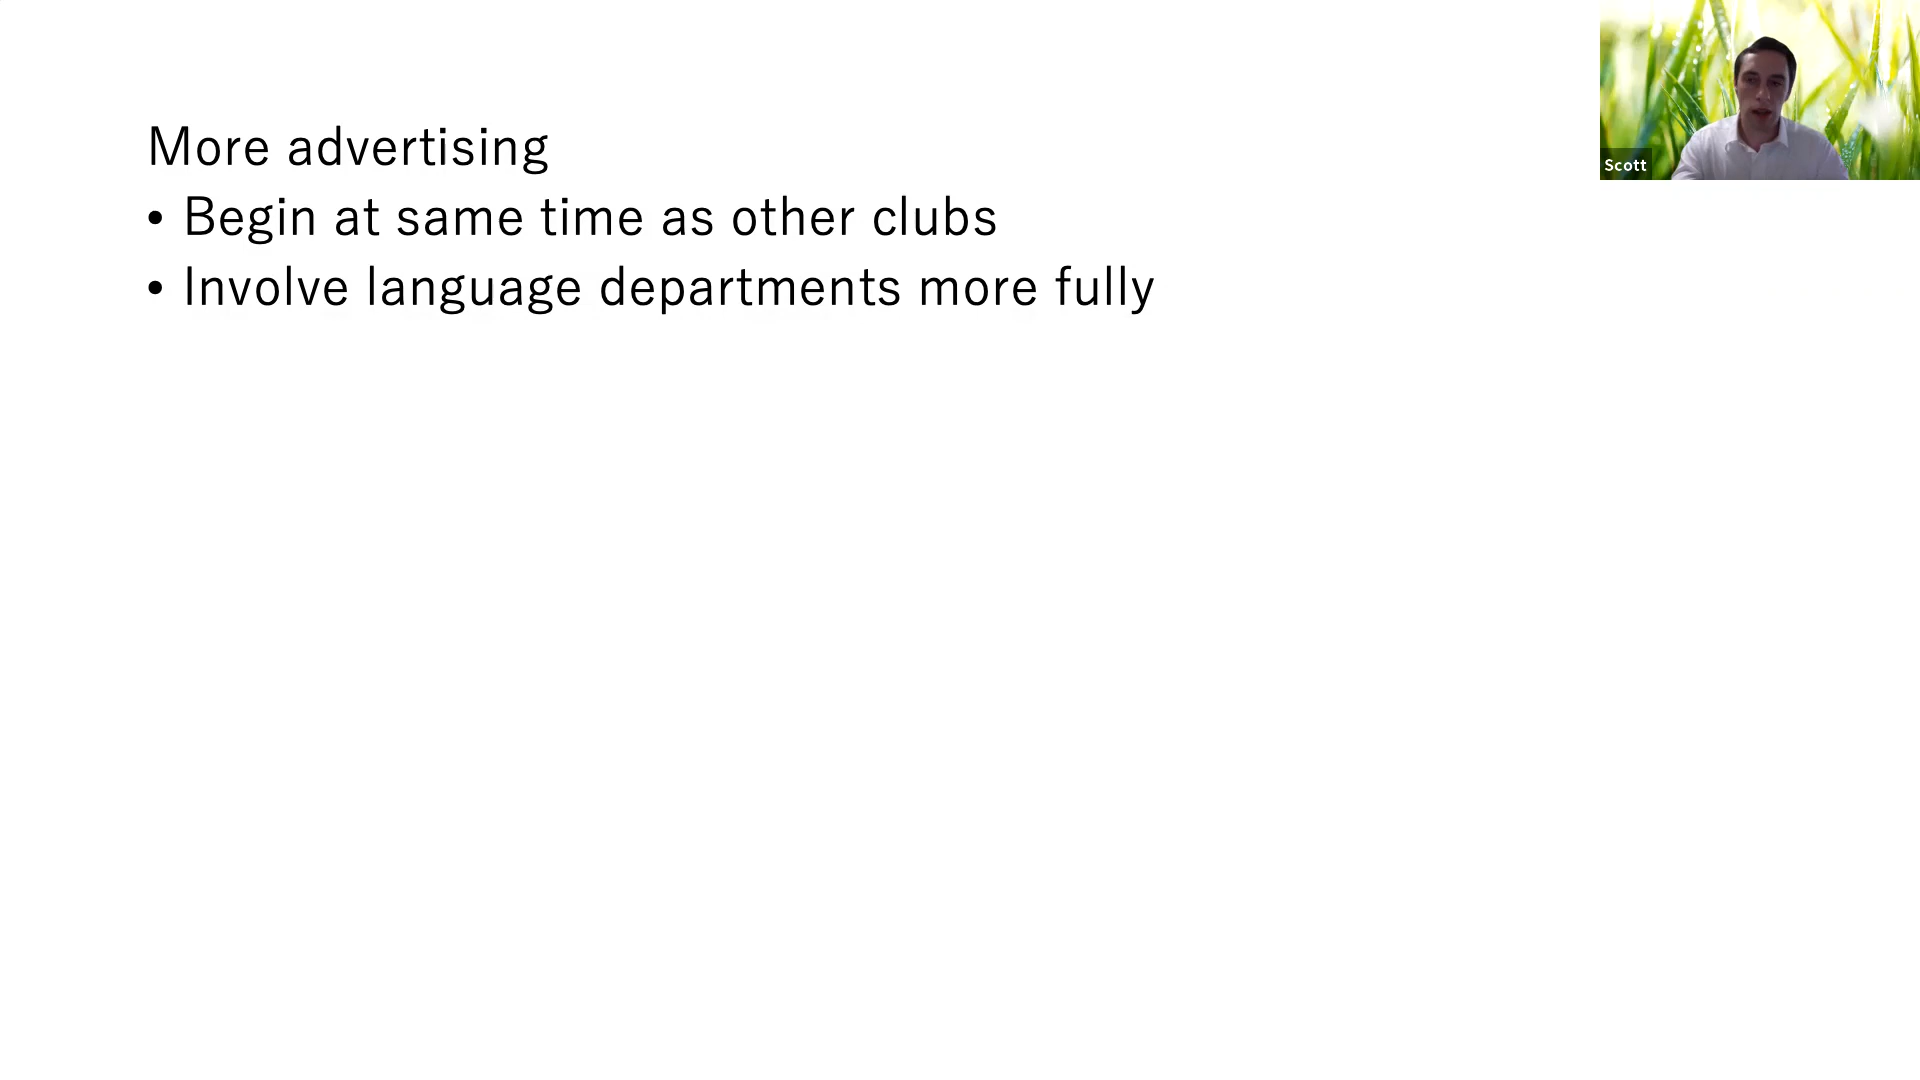 More advertising
• Begin at same time as other clubs
• Involve language departments more fully
Scott